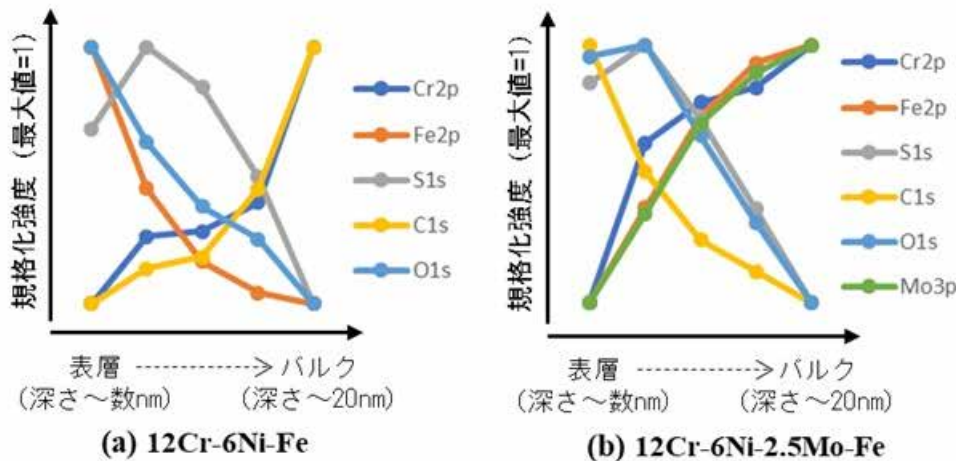 規格化強度（最大値=1）
Cr2p
Fe2p
S1s
C1s
O1s
表層 -----------> バルク
(深さ～数nm) (深さ～20nm)
(a) 12Cr-6Ni-Fe
規格化強度（最大値=1）
Cr2p
Fe2p
S1s
C1s
O1s
Mo3p
表層 -----------> バルク
(深さ～数nm) (深さ～20nm)
(b) 12Cr-6Ni-2.5Mo-Fe